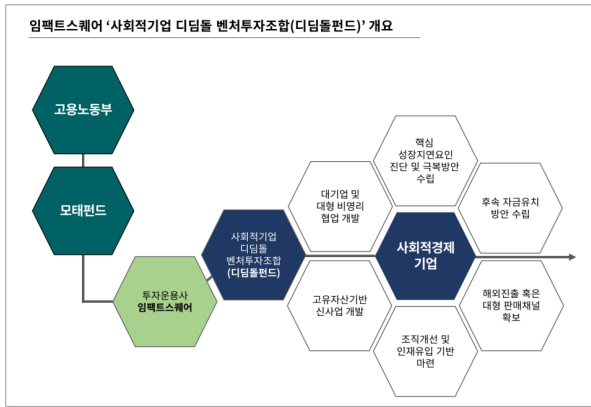 임팩트스퀘어 ‘사회적기업 디딤돌 벤처투자조합(디딤돌펀드)’ 개요
고용노동부
모태펀드
투자운용사
임팩트스퀘어
사회적기업
디딤돌
벤처투자조합
(디딤돌펀드)
대기업 및
대형 비영리
협업 개발
고유자산기반
신사업 개발
핵심
성장지연요인
진단 및 극복방안
수립
사회적경제
기업
조직개선 및
인재유입 기반
마련
후속 자금유치
방안 수립
해외진출 혹은
대형 판매채널
확보